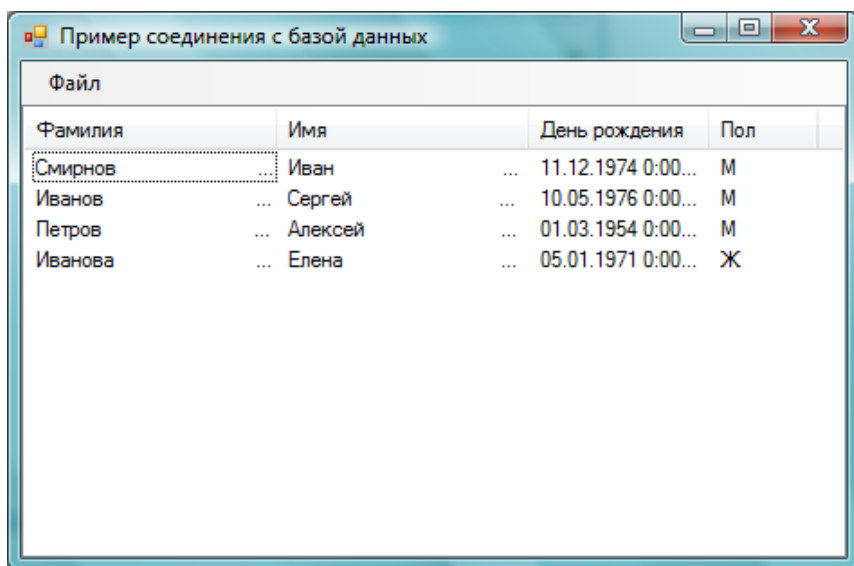 Пример соединения с базой данных
Файл
Фамилия Имя День рождения Пол
Смирнов ... Иван ... 11.12.1974 0:00... М
Иванов ... Сергей ... 10.05.1976 0:00... М
Петров ... Алексей ... 01.03.1954 0:00... М
Иванова ... Елена ... 05.01.1971 0:00... Ж